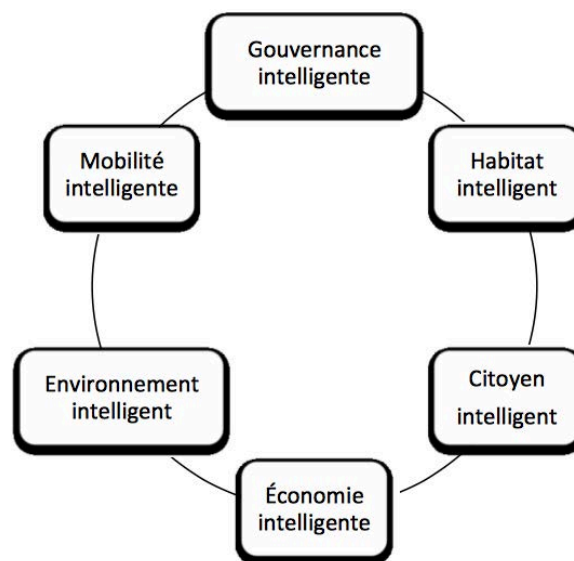 Gouvernance
intelligente
Mobilité
intelligente
Habitat
intelligent
Environnement
intelligent
Citoyen
intelligent
Économie
intelligente